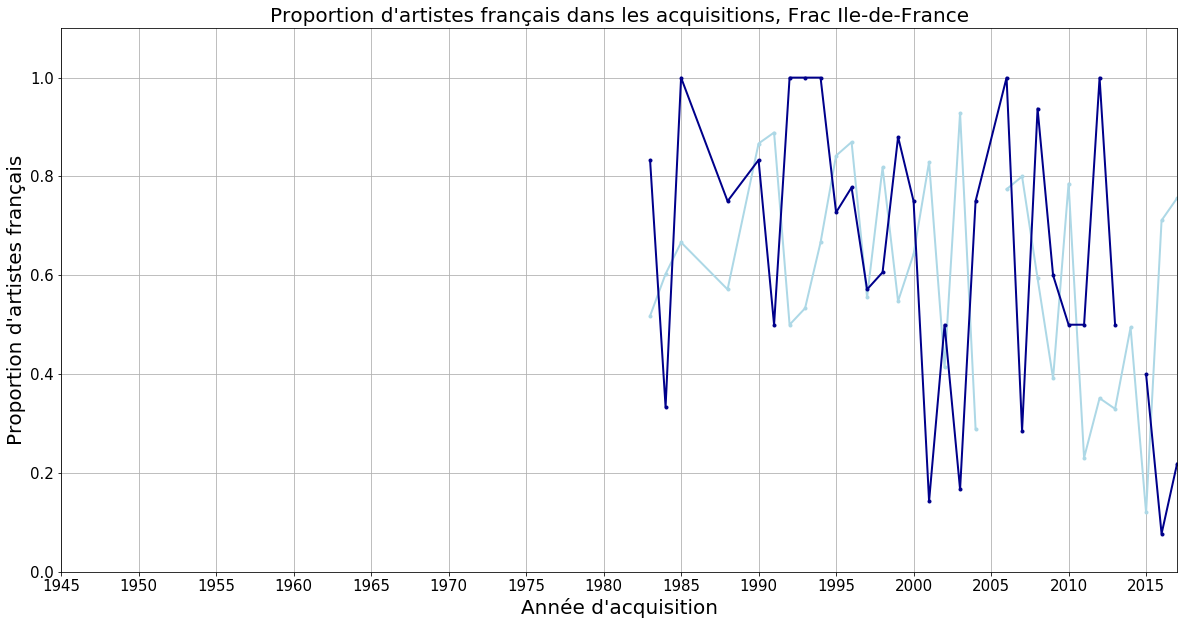 Proportion d'artistes français dans les acquisitions, Frac Ile-de-France
Proportion d'artistes français
1.0
0.8
0.6
0.4
0.2
0.0
1945 1950 1955 1960 1965 1970 1975 1980 1985 1990 1995 2000 2005 2010 2015
Année d'acquisition